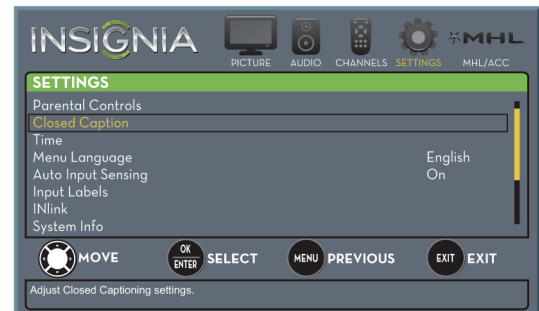 INSIGNIA
PICTURE AUDIO CHANNELS SETTINGS MHL/ACC
MHL
SETTINGS
Parental Controls
Closed Caption
Time
Menu Language English
Auto Input Sensing On
Input Labels
INlink
System Info
MOVE OK ENTER SELECT MENU PREVIOUS EXIT EXIT
Adjust Closed Captioning settings.